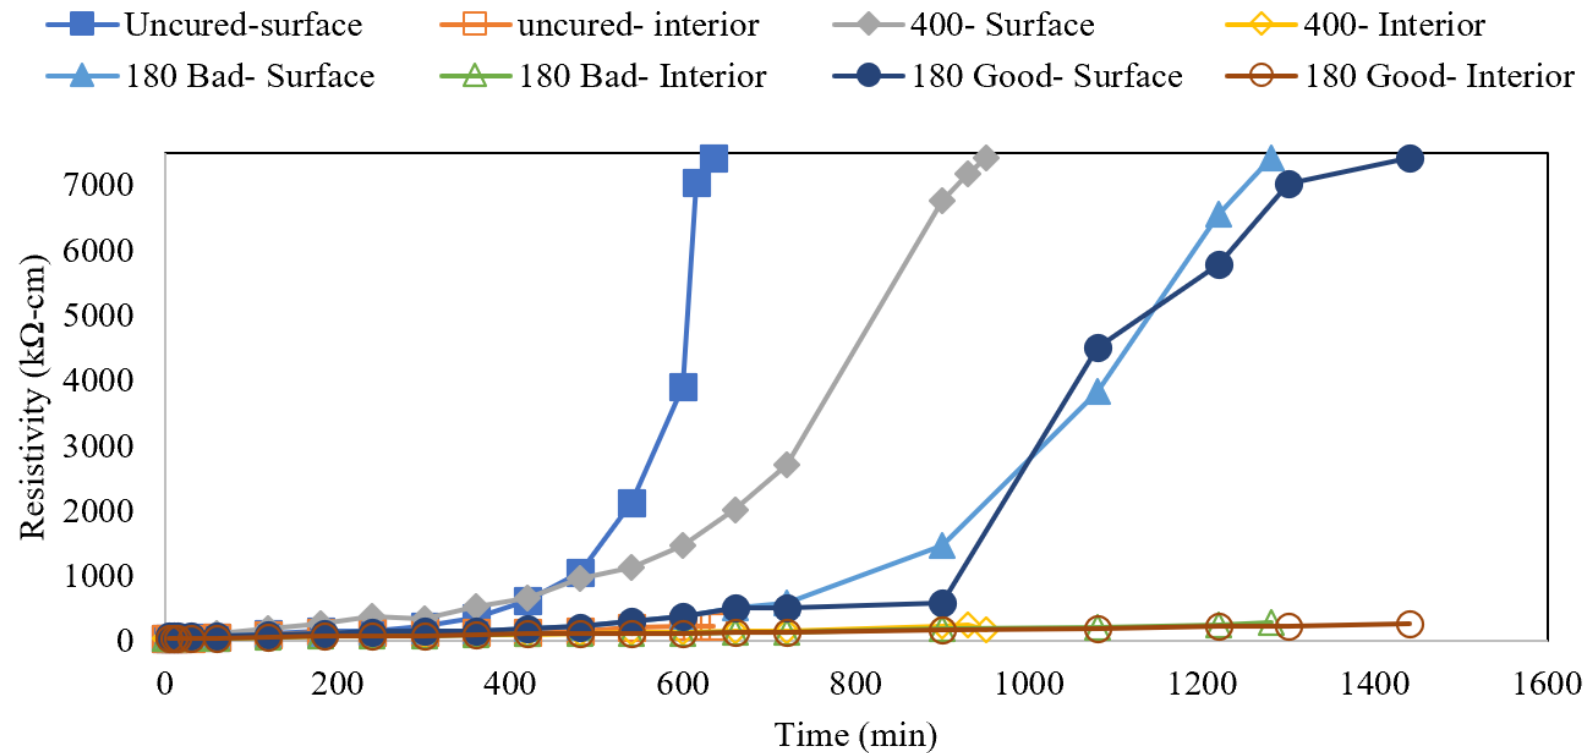 Uncured-surface uncured- interior 400- Surface 400- Interior
180 Bad- Surface 180 Bad- Interior 180 Good- Surface 180 Good- Interior
7000
6000
5000
4000
3000
2000
1000
0
Resistivity (kΩ-cm)
0 200 400 600 800 1000 1200 1400 1600
Time (min)